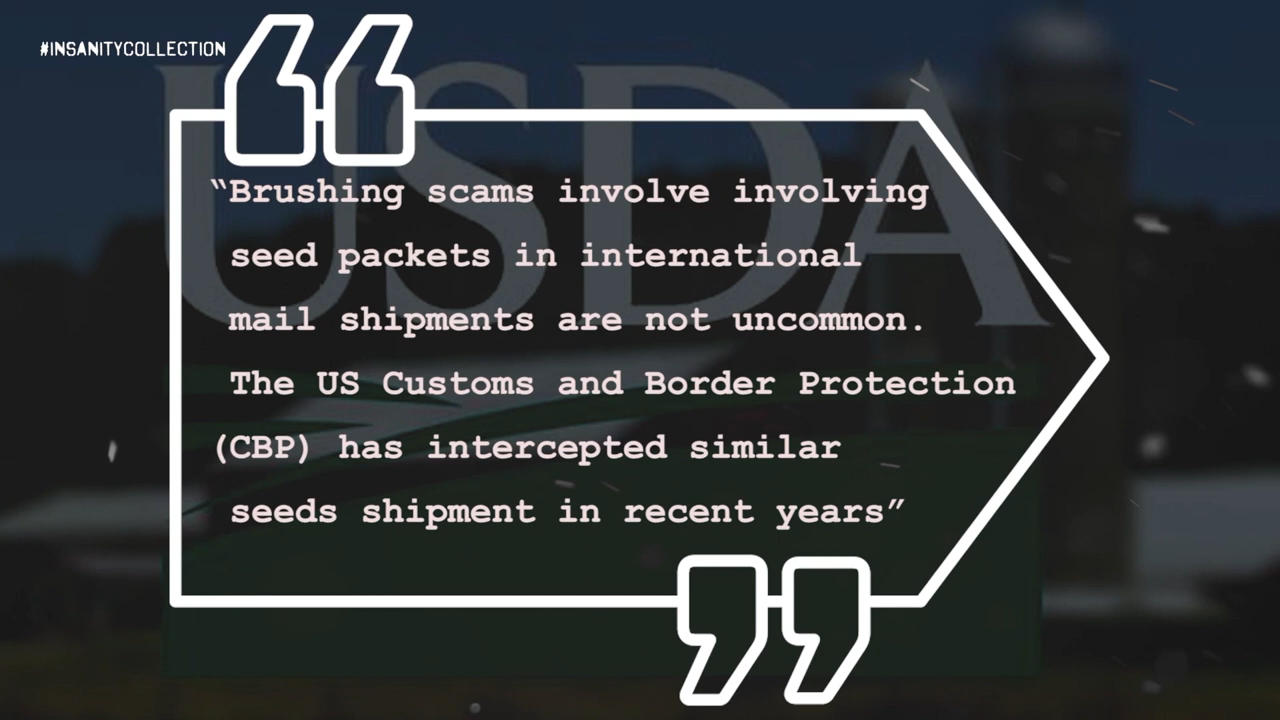 #INSANITYCOLLECTION
USDA
“Brushing scams involve involving
seed packets in international
mail shipments are not uncommon.
The US Customs and Border Protection
(CBP) has intercepted similar
seeds shipment in recent years”